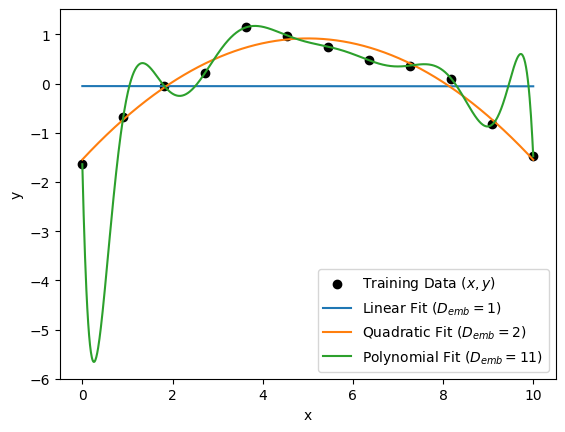 1
0
−1
−2
−3
−4
−5
−6
y
Training Data (x, y)
Linear Fit (D_emb = 1)
Quadratic Fit (D_emb = 2)
Polynomial Fit (D_emb = 11)
0 2 4 6 8 10
x